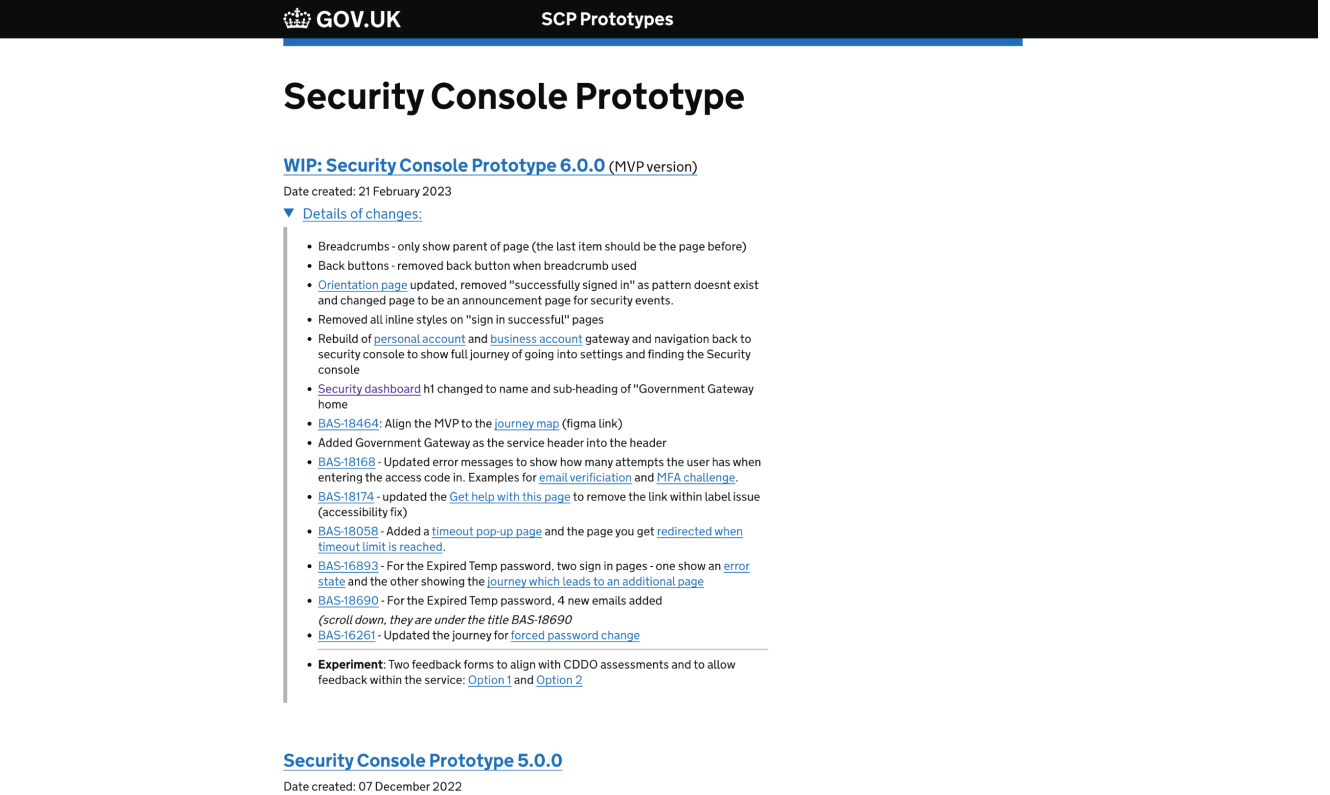 GOV.UK SCP Prototypes
Security Console Prototype
WIP: Security Console Prototype 6.0.0 (MVP version)
Date created: 21 February 2023
Details of changes:
• Breadcrumbs - only show parent of page (the last item should be the page before)
• Back buttons - removed back button when breadcrumb used
• Orientation page updated, removed "successfully signed in" as pattern doesnt exist
and changed page to be an announcement page for security events.
• Removed all inline styles on "sign in successful" pages
• Rebuild of personal account and business account gateway and navigation back to
security console to show full journey of going into settings and finding the Security
console
• Security dashboard h1 changed to name and sub-heading of "Government Gateway
home
• BAS-18464: Align the MVP to the journey map (figma link)
• Added Government Gateway as the service header into the header
• BAS-18168 - Updated error messages to show how many attempts the user has when
entering the access code in. Examples for email verificiation and MFA challenge.
• BAS-18174 - updated the Get help with this page to remove the link within label issue
(accessibility fix)
• BAS-18058 - Added a timeout pop-up page and the page you get redirected when
timeout limit is reached.
• BAS-16893 - For the Expired Temp password, two sign in pages - one show an error
state and the other showing the journey which leads to an additional page
• BAS-18690 - For the Expired Temp password, 4 new emails added
(scroll down, they are under the title BAS-18690
• BAS-16261 - Updated the journey for forced password change
• Experiment: Two feedback forms to align with CDDO assessments and to allow
feedback within the service: Option 1 and Option 2
Security Console Prototype 5.0.0
Date created: 07 December 2022